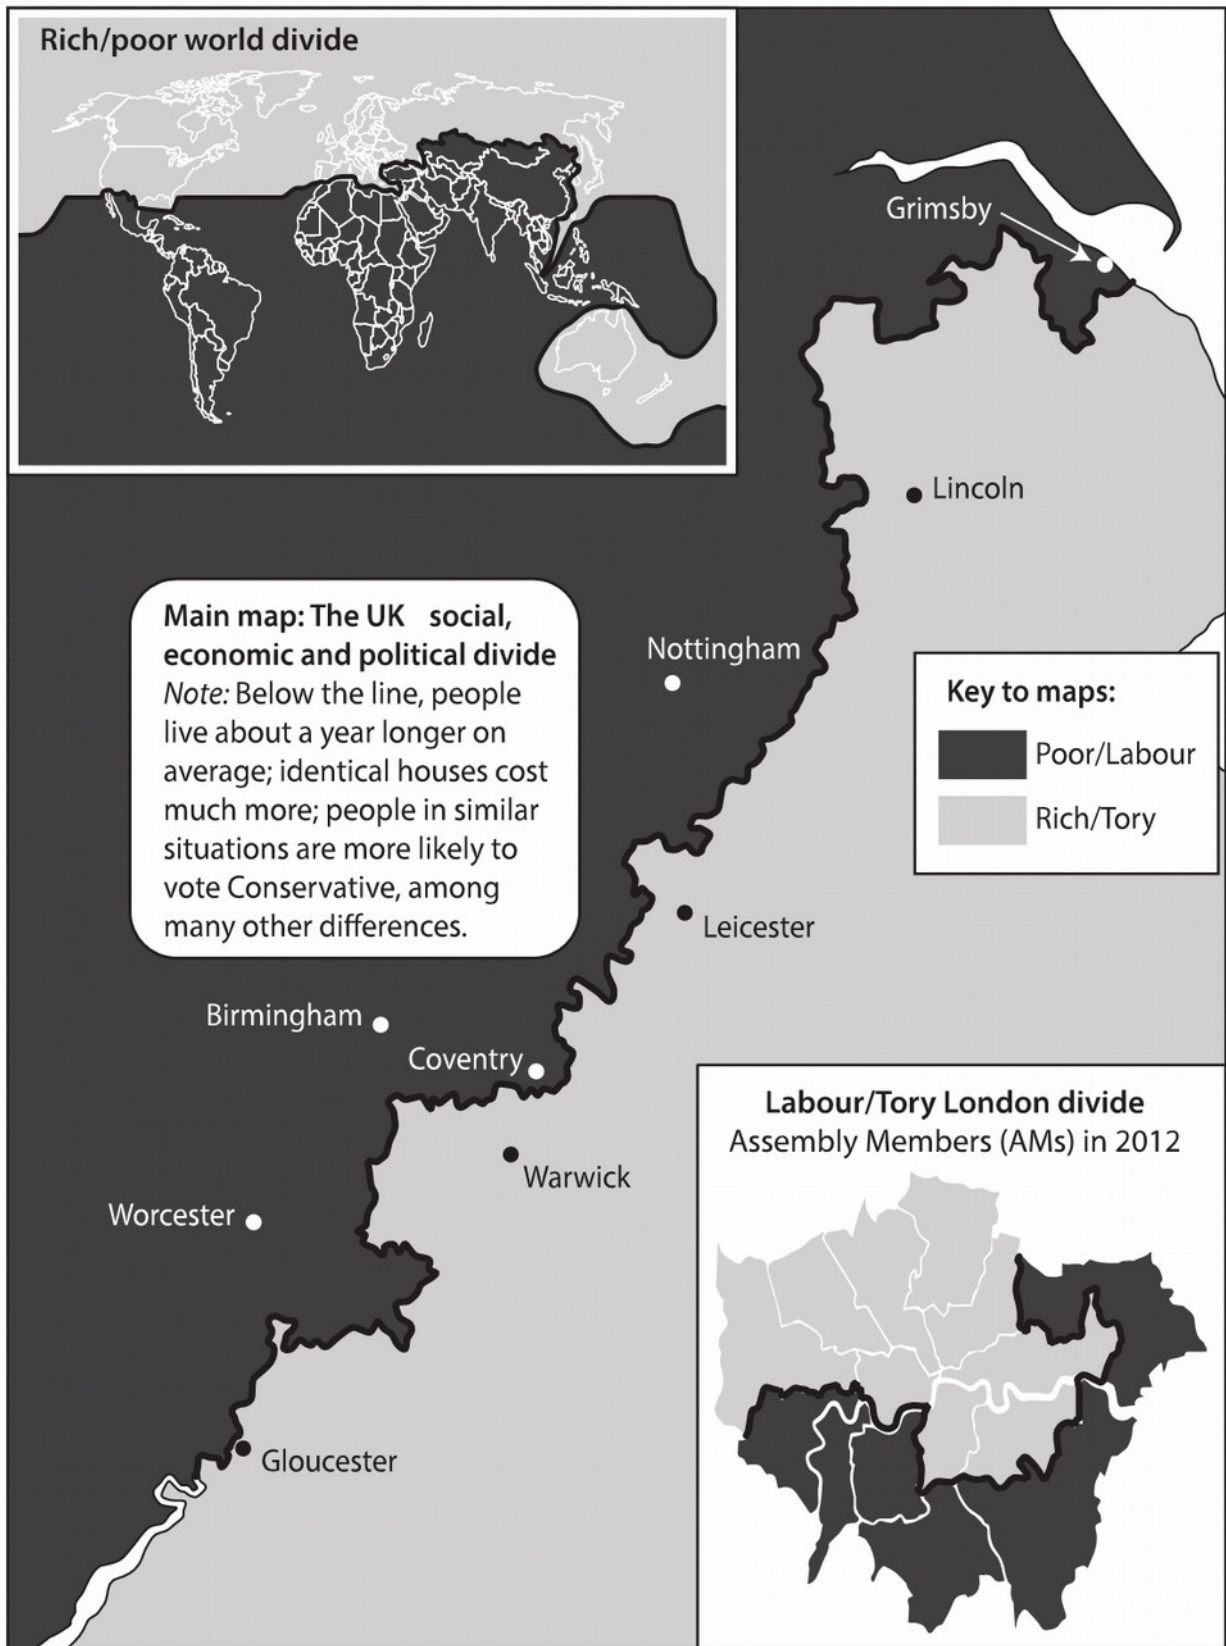 Rich/poor world divide
Grimsby
Lincoln
Main map: The UK social,
economic and political divide
Note: Below the line, people
live about a year longer on
average; identical houses cost
much more; people in similar
situations are more likely to
vote Conservative, among
many other differences.
Nottingham
Key to maps:
Poor/Labour
Rich/Tory
Leicester
Birmingham
Coventry
Warwick
Worcester
Gloucester
Labour/Tory London divide
Assembly Members (AMs) in 2012